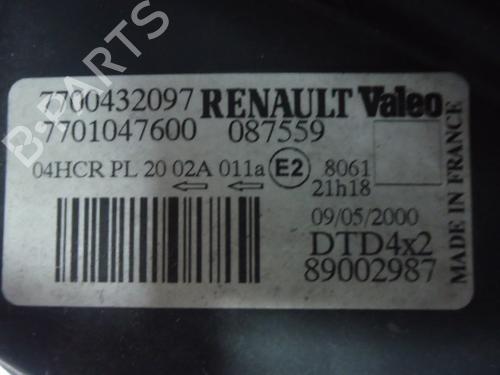 7700432097 RENAULT Valeo
7701047600 087559
04HCR PL 20 02A 011a E2 8061
21h18
09/05/2000
DTD4x2
89002987
MADE IN FRANCE
B-PARTS